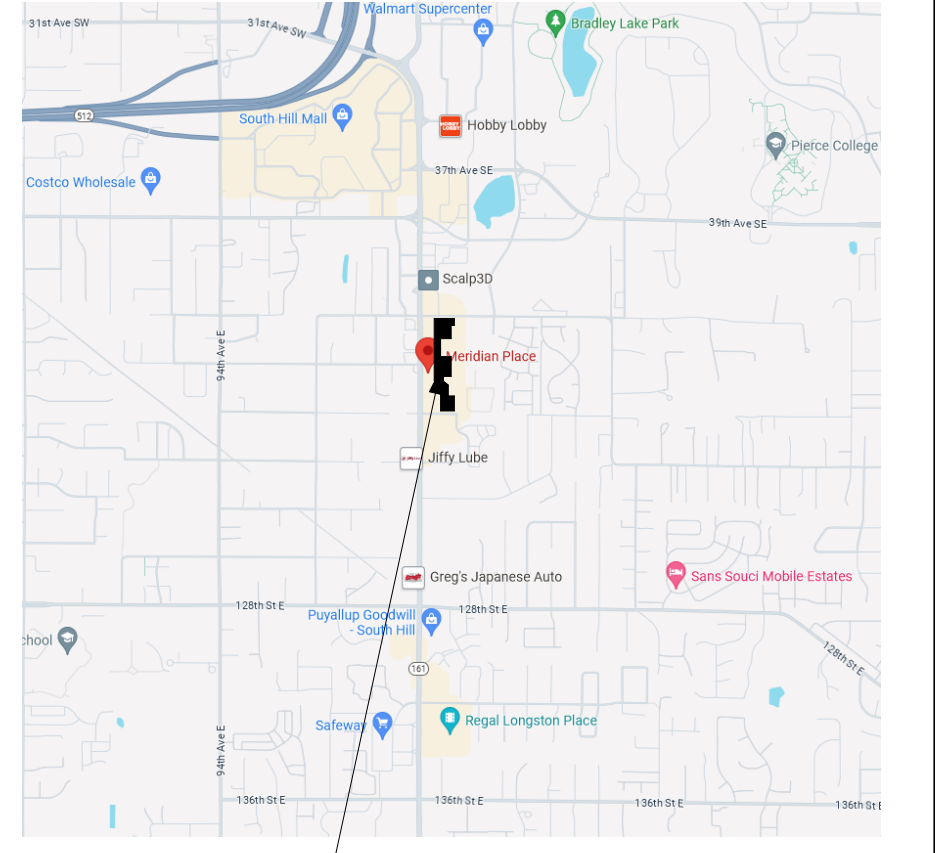 Walmart Supercenter
31st Ave SW
31st Ave SW
Bradley Lake Park
512
South Hill Mall
Hobby Lobby
Pierce College
37th Ave SE
Costco Wholesale
39th Ave SE
Scalp3D
94th Ave E
Meridian Place
Jiffy Lube
Greg's Japanese Auto
Sans Souci Mobile Estates
128th St E
128th St E
Puyallup Goodwill
- South Hill
chool
128th St E
161
Safeway
Regal Longston Place
94th Ave E
136th St E
136th St E
136th St E
136th St E